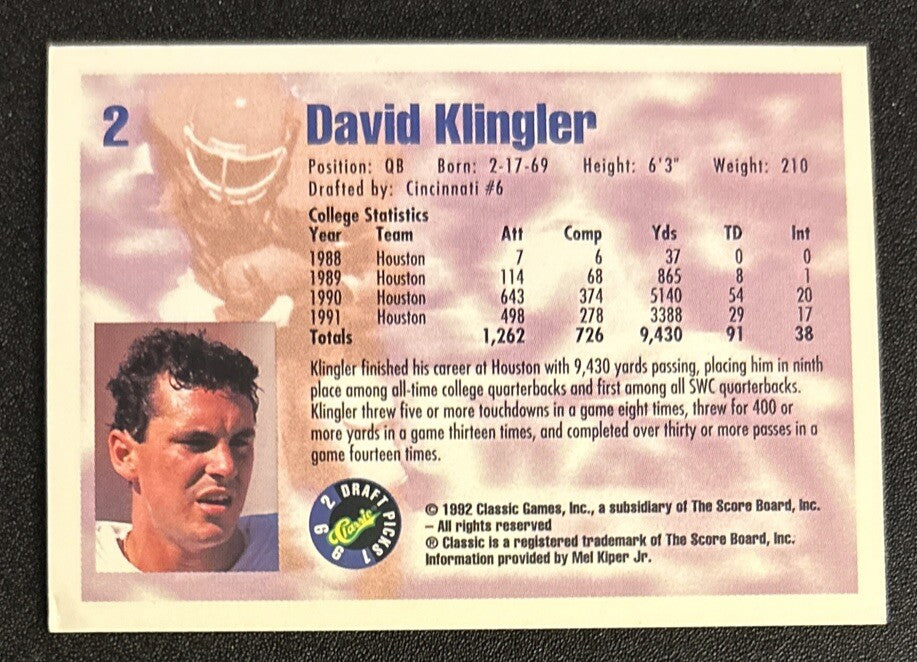 2
David Klingler
Position: QB Born: 2-17-69 Height: 6'3" Weight: 210
Drafted by: Cincinnati #6
College Statistics
Year Team Att Comp Yds TD Int
1988 Houston 7 6 37 0 0
1989 Houston 114 68 865 8 1
1990 Houston 643 374 5140 54 20
1991 Houston 498 278 3388 29 17
Totals 1,262 726 9,430 91 38
Klingler finished his career at Houston with 9,430 yards passing, placing him in ninth
place among all-time college quarterbacks and first among all SWC quarterbacks.
Klingler threw five or more touchdowns in a game eight times, threw for 400 or
more yards in a game thirteen times, and completed over thirty or more passes in a
game fourteen times.
1992 DRAFT PICKS
Classic
© 1992 Classic Games, Inc., a subsidiary of The Score Board, Inc.
– All rights reserved
® Classic is a registered trademark of The Score Board, Inc.
Information provided by Mel Kiper Jr.